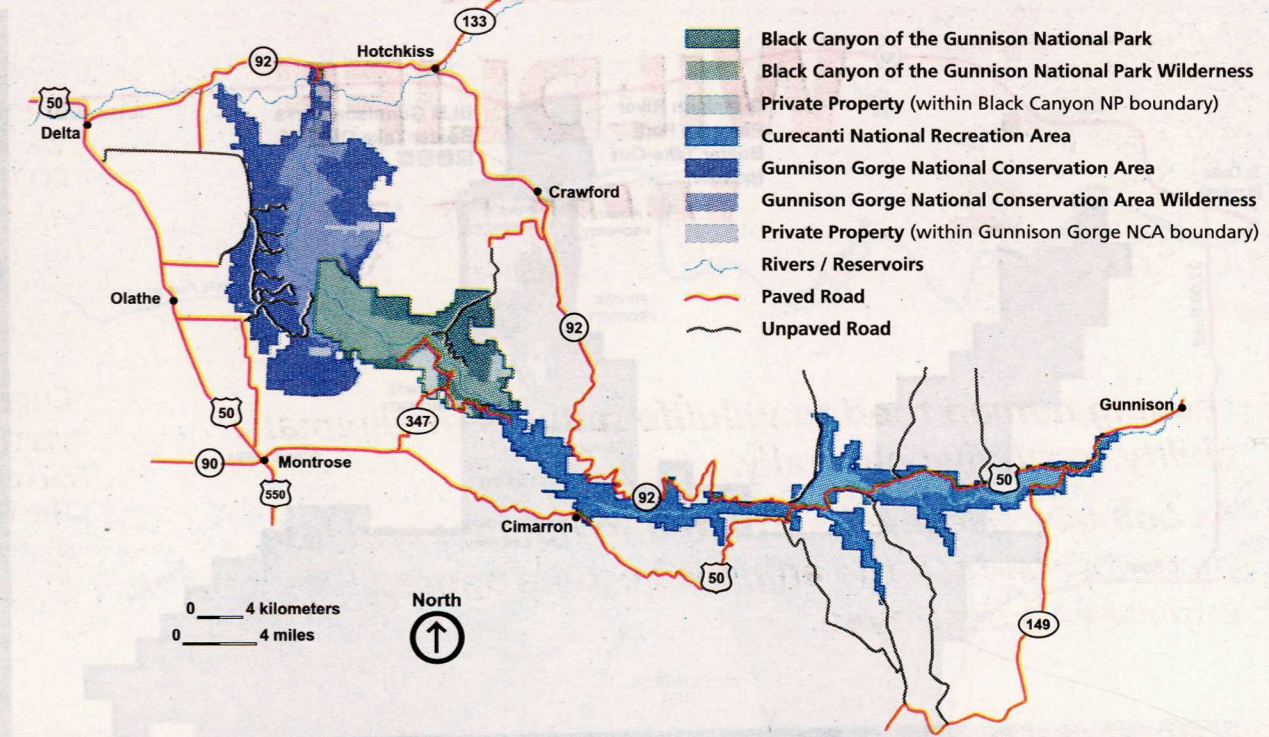 133
Hotchkiss
92
50
Delta
Crawford
Olathe
92
50
347
90
Montrose
550
92
Cimarron
50
50
Gunnison
149
0 4 kilometers
0 4 miles
North
Black Canyon of the Gunnison National Park
Black Canyon of the Gunnison National Park Wilderness
Private Property (within Black Canyon NP boundary)
Curecanti National Recreation Area
Gunnison Gorge National Conservation Area
Gunnison Gorge National Conservation Area Wilderness
Private Property (within Gunnison Gorge NCA boundary)
Rivers / Reservoirs
Paved Road
Unpaved Road